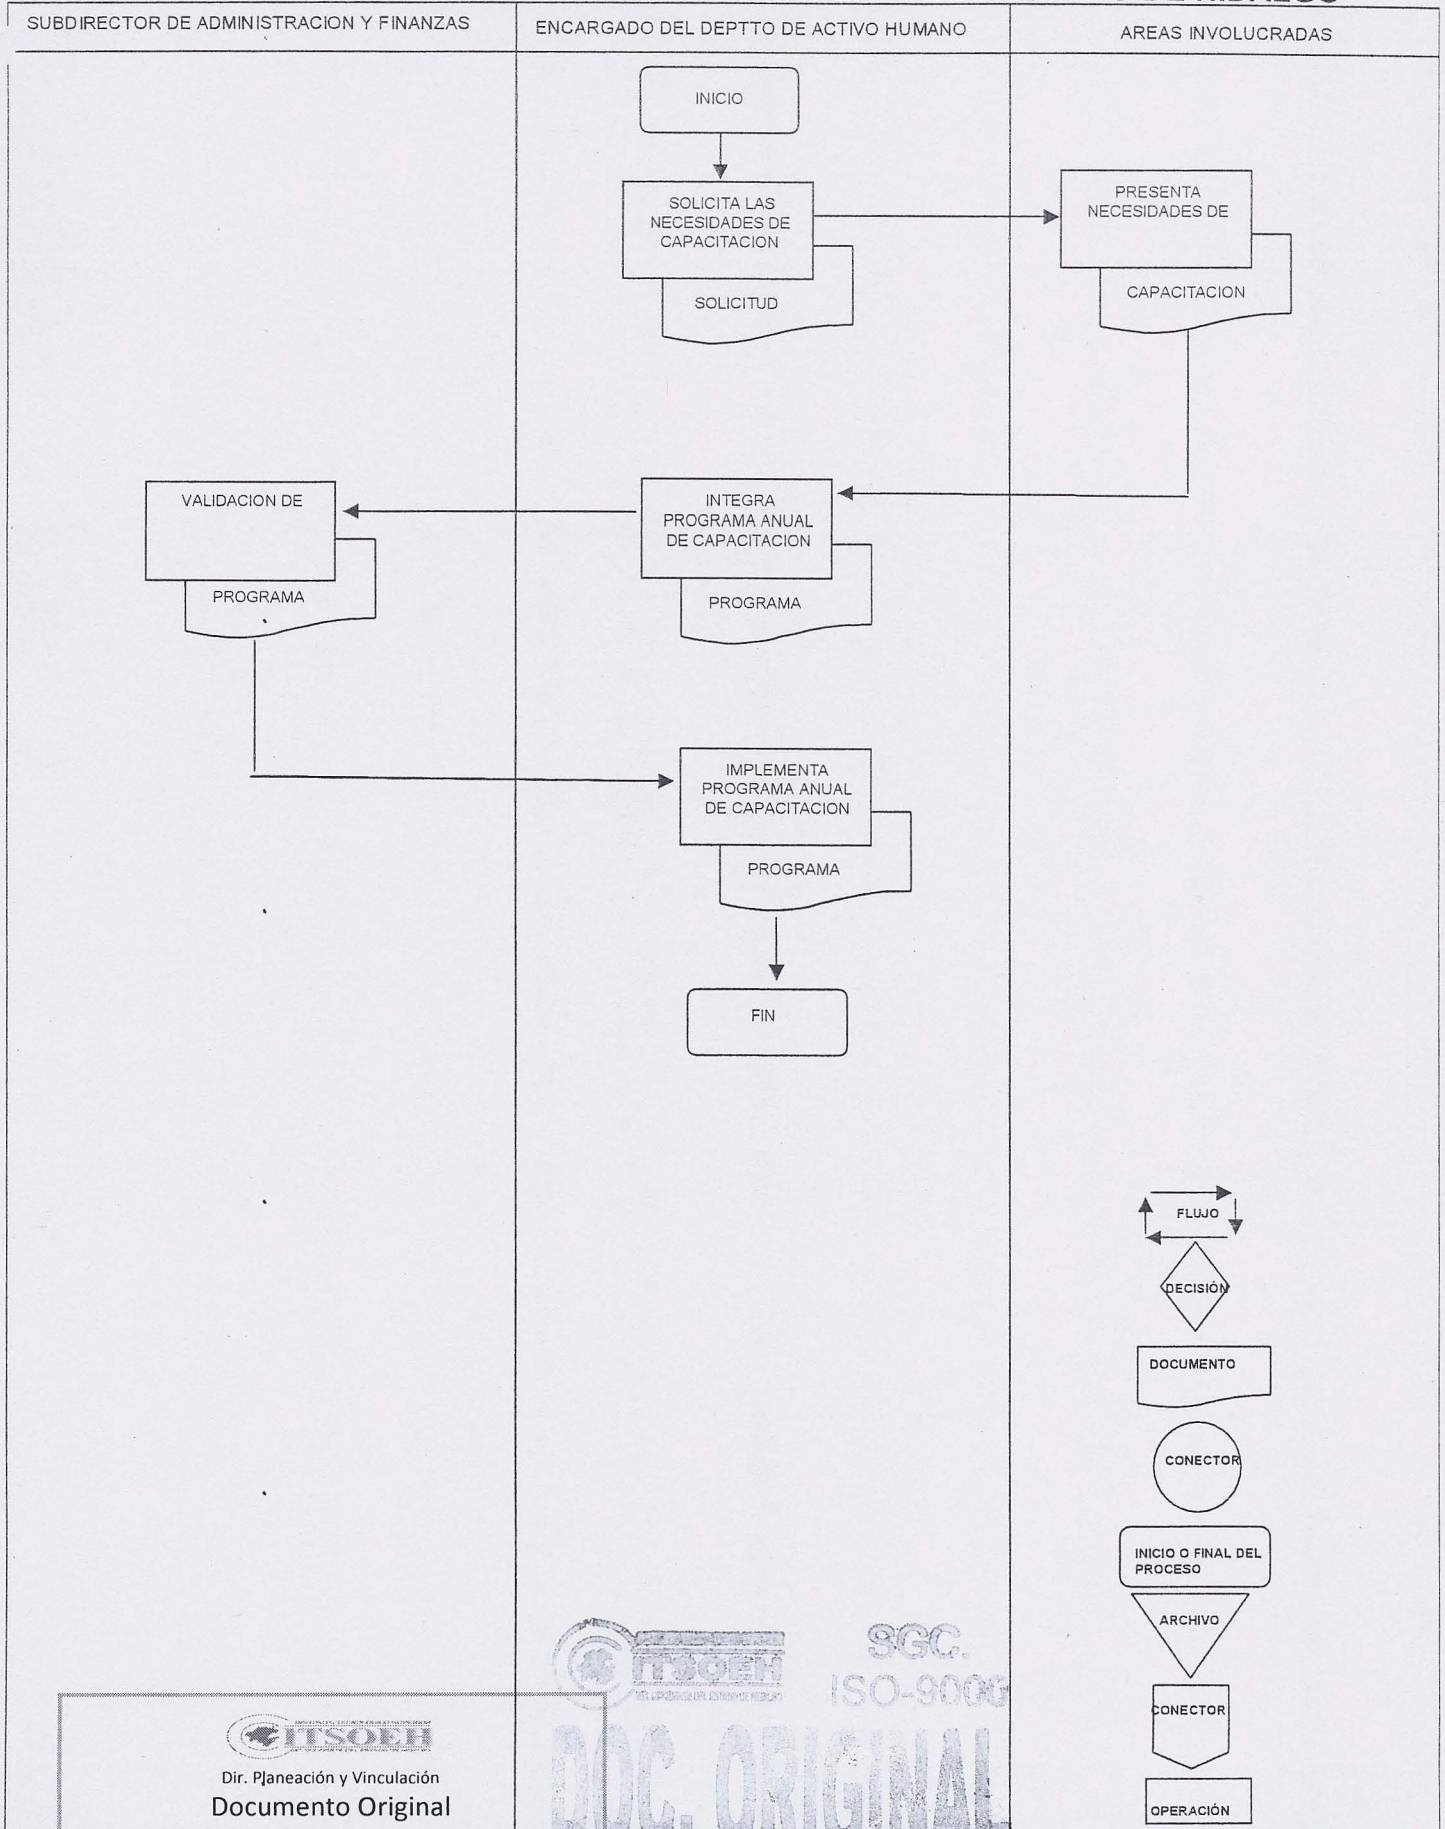 SUBDIRECTOR DE ADMINISTRACION Y FINANZAS
ENCARGADO DEL DEPTTO DE ACTIVO HUMANO
AREAS INVOLUCRADAS
INICIO
SOLICITA LAS
NECESIDADES DE
CAPACITACION
SOLICITUD
PRESENTA
NECESIDADES DE
CAPACITACION
INTEGRA
PROGRAMA ANUAL
DE CAPACITACION
PROGRAMA
VALIDACION DE
PROGRAMA
IMPLEMENTA
PROGRAMA ANUAL
DE CAPACITACION
PROGRAMA
FIN
FLUJO
DECISIÓN
DOCUMENTO
CONECTOR
INICIO O FINAL DEL
PROCESO
ARCHIVO
CONECTOR
OPERACIÓN
ITSOEH
SGC.
ISO-9000
DOC. ORIGINAL
ITSOEH
Dir. Planeación y Vinculación
Documento Original